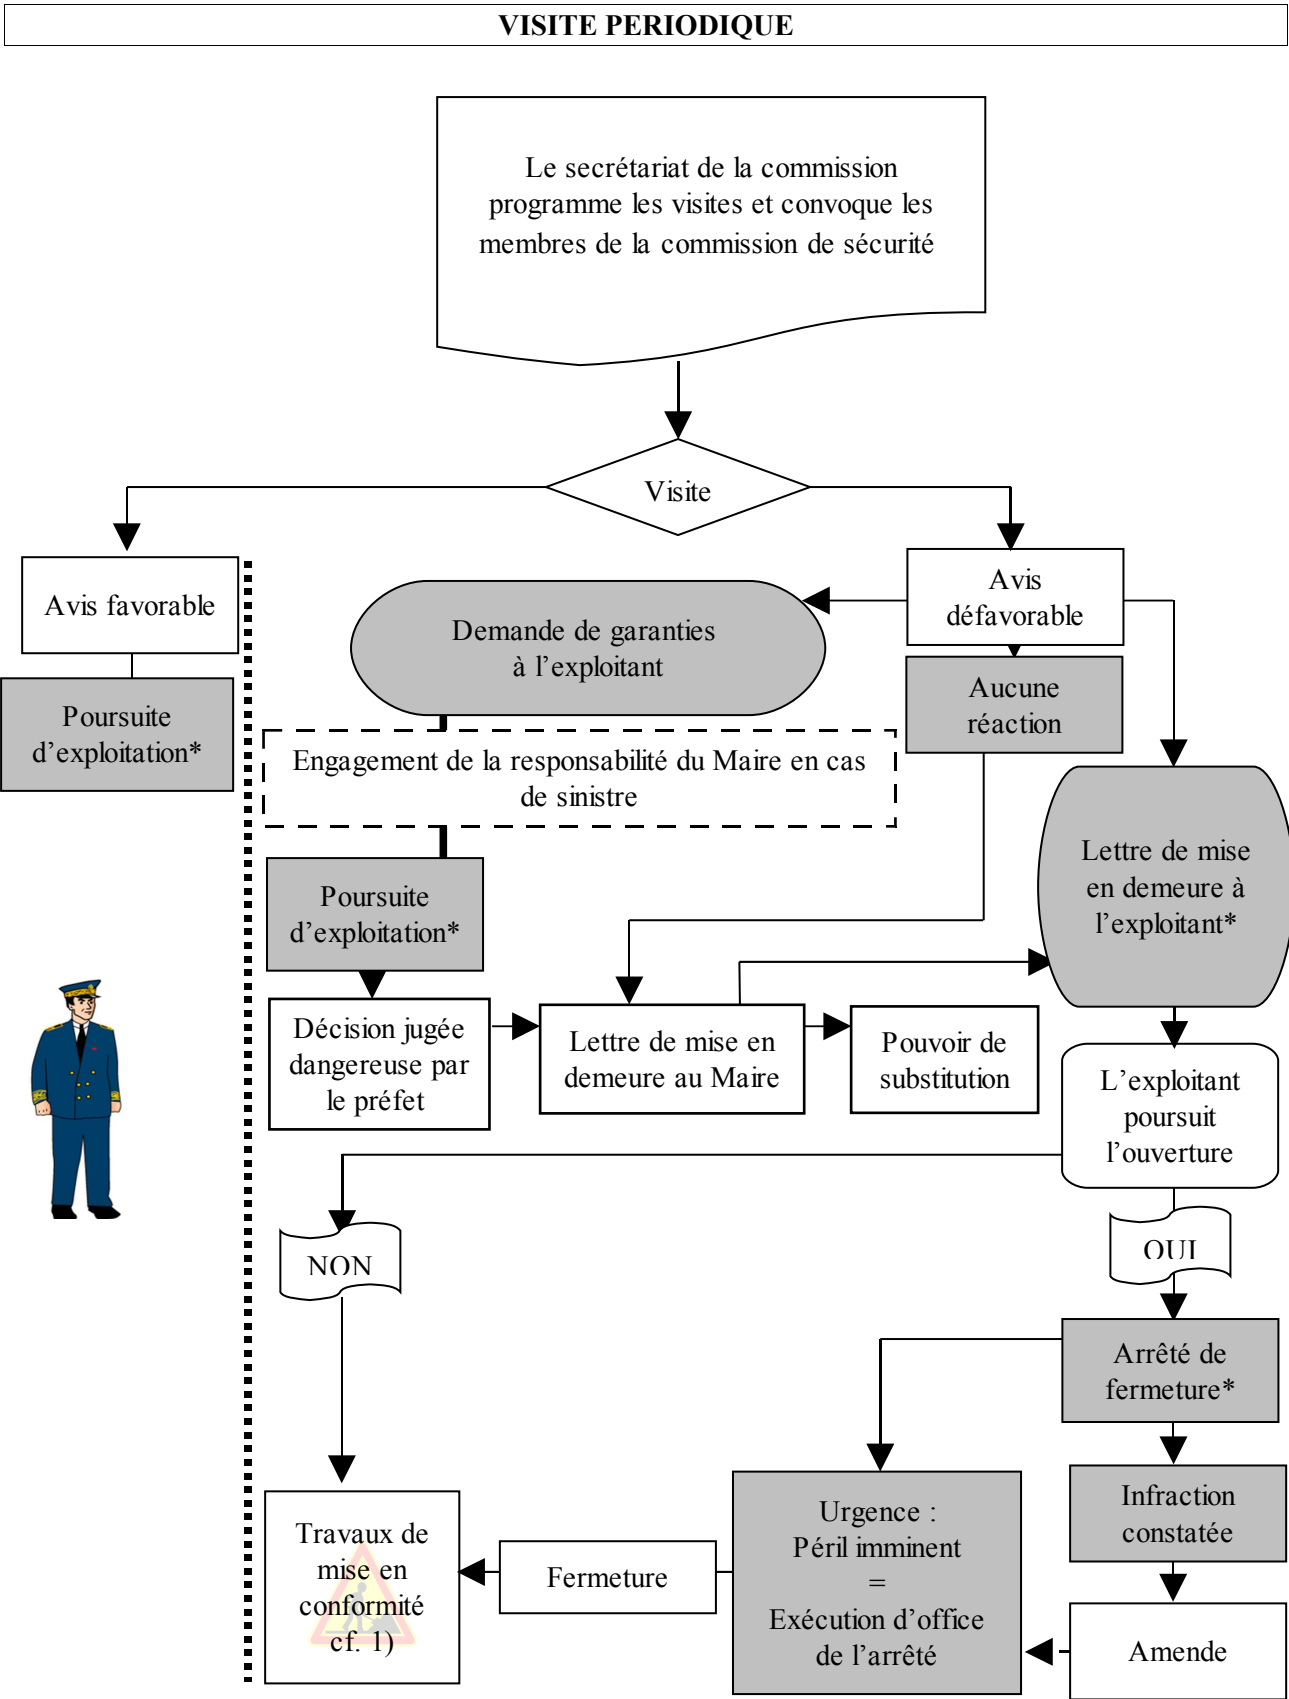 VISITE PERIODIQUE
Le secrétariat de la commission
programme les visites et convoque les
membres de la commission de sécurité
Visite
Avis favorable
Poursuite
d’exploitation*
Demande de garanties
à l’exploitant
Avis
défavorable
Aucune
réaction
Engagement de la responsabilité du Maire en cas
de sinistre
Lettre de mise
en demeure à
l’exploitant*
Poursuite
d’exploitation*
Décision jugée
dangereuse par
le préfet
Lettre de mise en
demeure au Maire
Pouvoir de
substitution
L’exploitant
poursuit
l’ouverture
NON
OUI
Arrêté de
fermeture*
Infraction
constatée
Urgence :
Péril imminent
=
Exécution d’office
de l’arrêté
Travaux de
mise en
conformité
cf. 1)
Fermeture
Amende